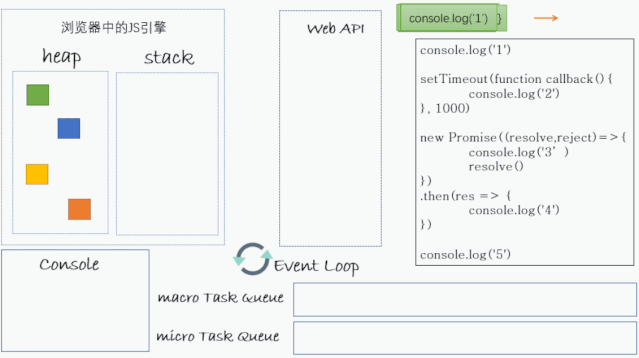 浏览器中的JS引擎
heap
stack
Web API
console.log('1') }
console.log('1')
setTimeout(function callback() {
console.log('2')
}, 1000)
new Promise((resolve,reject)=>{
console.log('3’)
resolve()
})
.then(res => {
console.log('4')
})
console.log('5')
Console
Event Loop
macro Task Queue
micro Task Queue